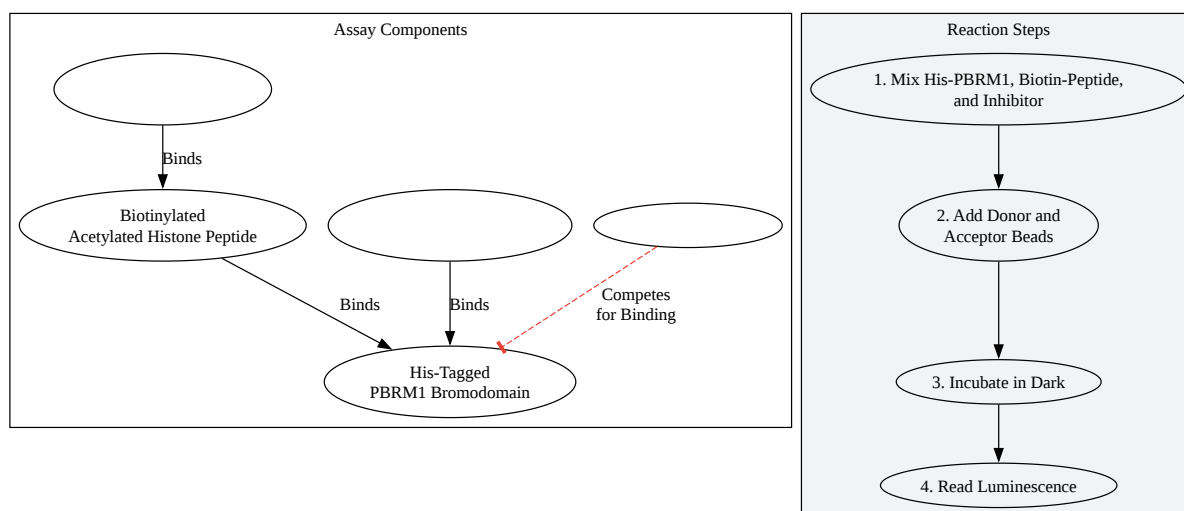 Assay Components
Binds
Biotinylated
Acetylated Histone Peptide
Binds
Binds
Competes
for Binding
His-Tagged
PBRM1 Bromodomain
Reaction Steps
1. Mix His-PBRM1, Biotin-Peptide,
and Inhibitor
2. Add Donor and
Acceptor Beads
3. Incubate in Dark
4. Read Luminescence